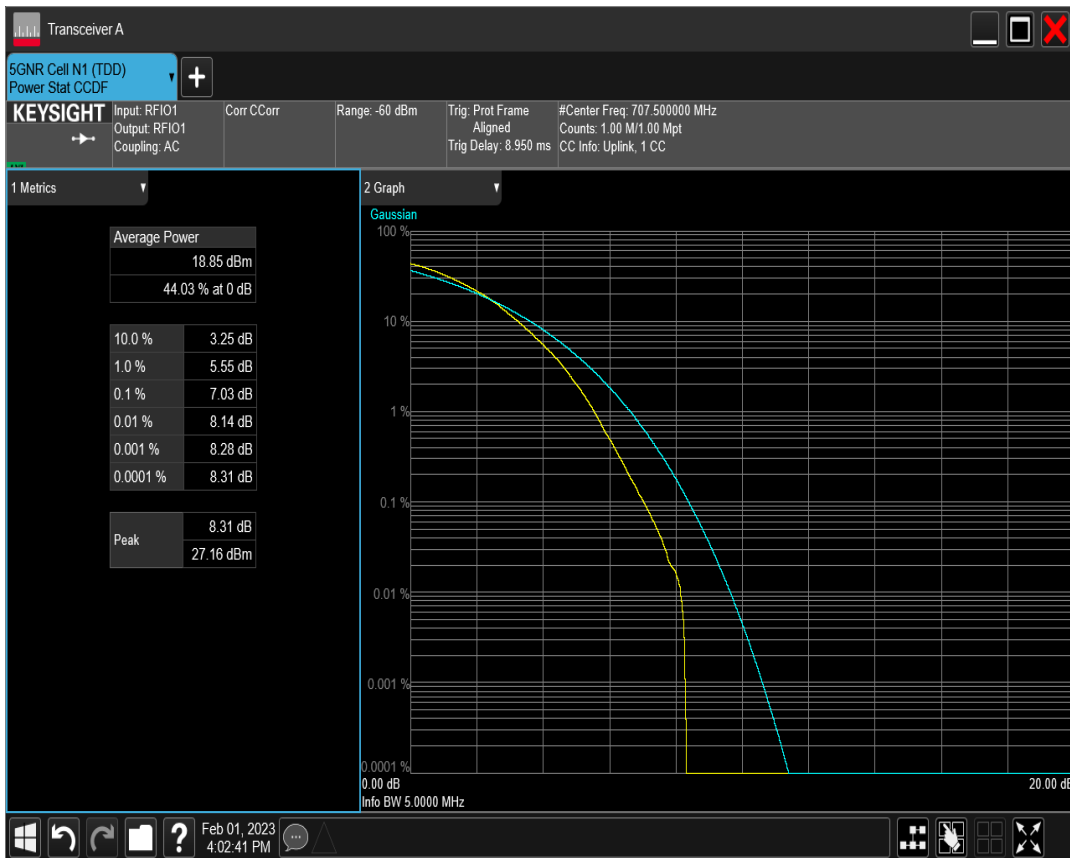 Transceiver A
5GNR Cell N1 (TDD)
Power Stat CCDF
KEYSIGHT
Input: RFIO1
Output: RFIO1
Coupling: AC
Corr CCorr
Range: -60 dBm
Trig: Prot Frame
Aligned
Trig Delay: 8.950 ms
#Center Freq: 707.500000 MHz
Counts: 1.00 M/1.00 Mpt
CC Info: Uplink, 1 CC
1 Metrics
Average Power
18.85 dBm
44.03 % at 0 dB
10.0 % 3.25 dB
1.0 % 5.55 dB
0.1 % 7.03 dB
0.01 % 8.14 dB
0.001 % 8.28 dB
0.0001 % 8.31 dB
Peak
8.31 dB
27.16 dBm
2 Graph
Gaussian
100 %
10 %
1 %
0.1 %
0.01 %
0.001 %
0.0001 %
0.00 dB
20.00 dB
Info BW 5.0000 MHz
Feb 01, 2023
4:02:41 PM